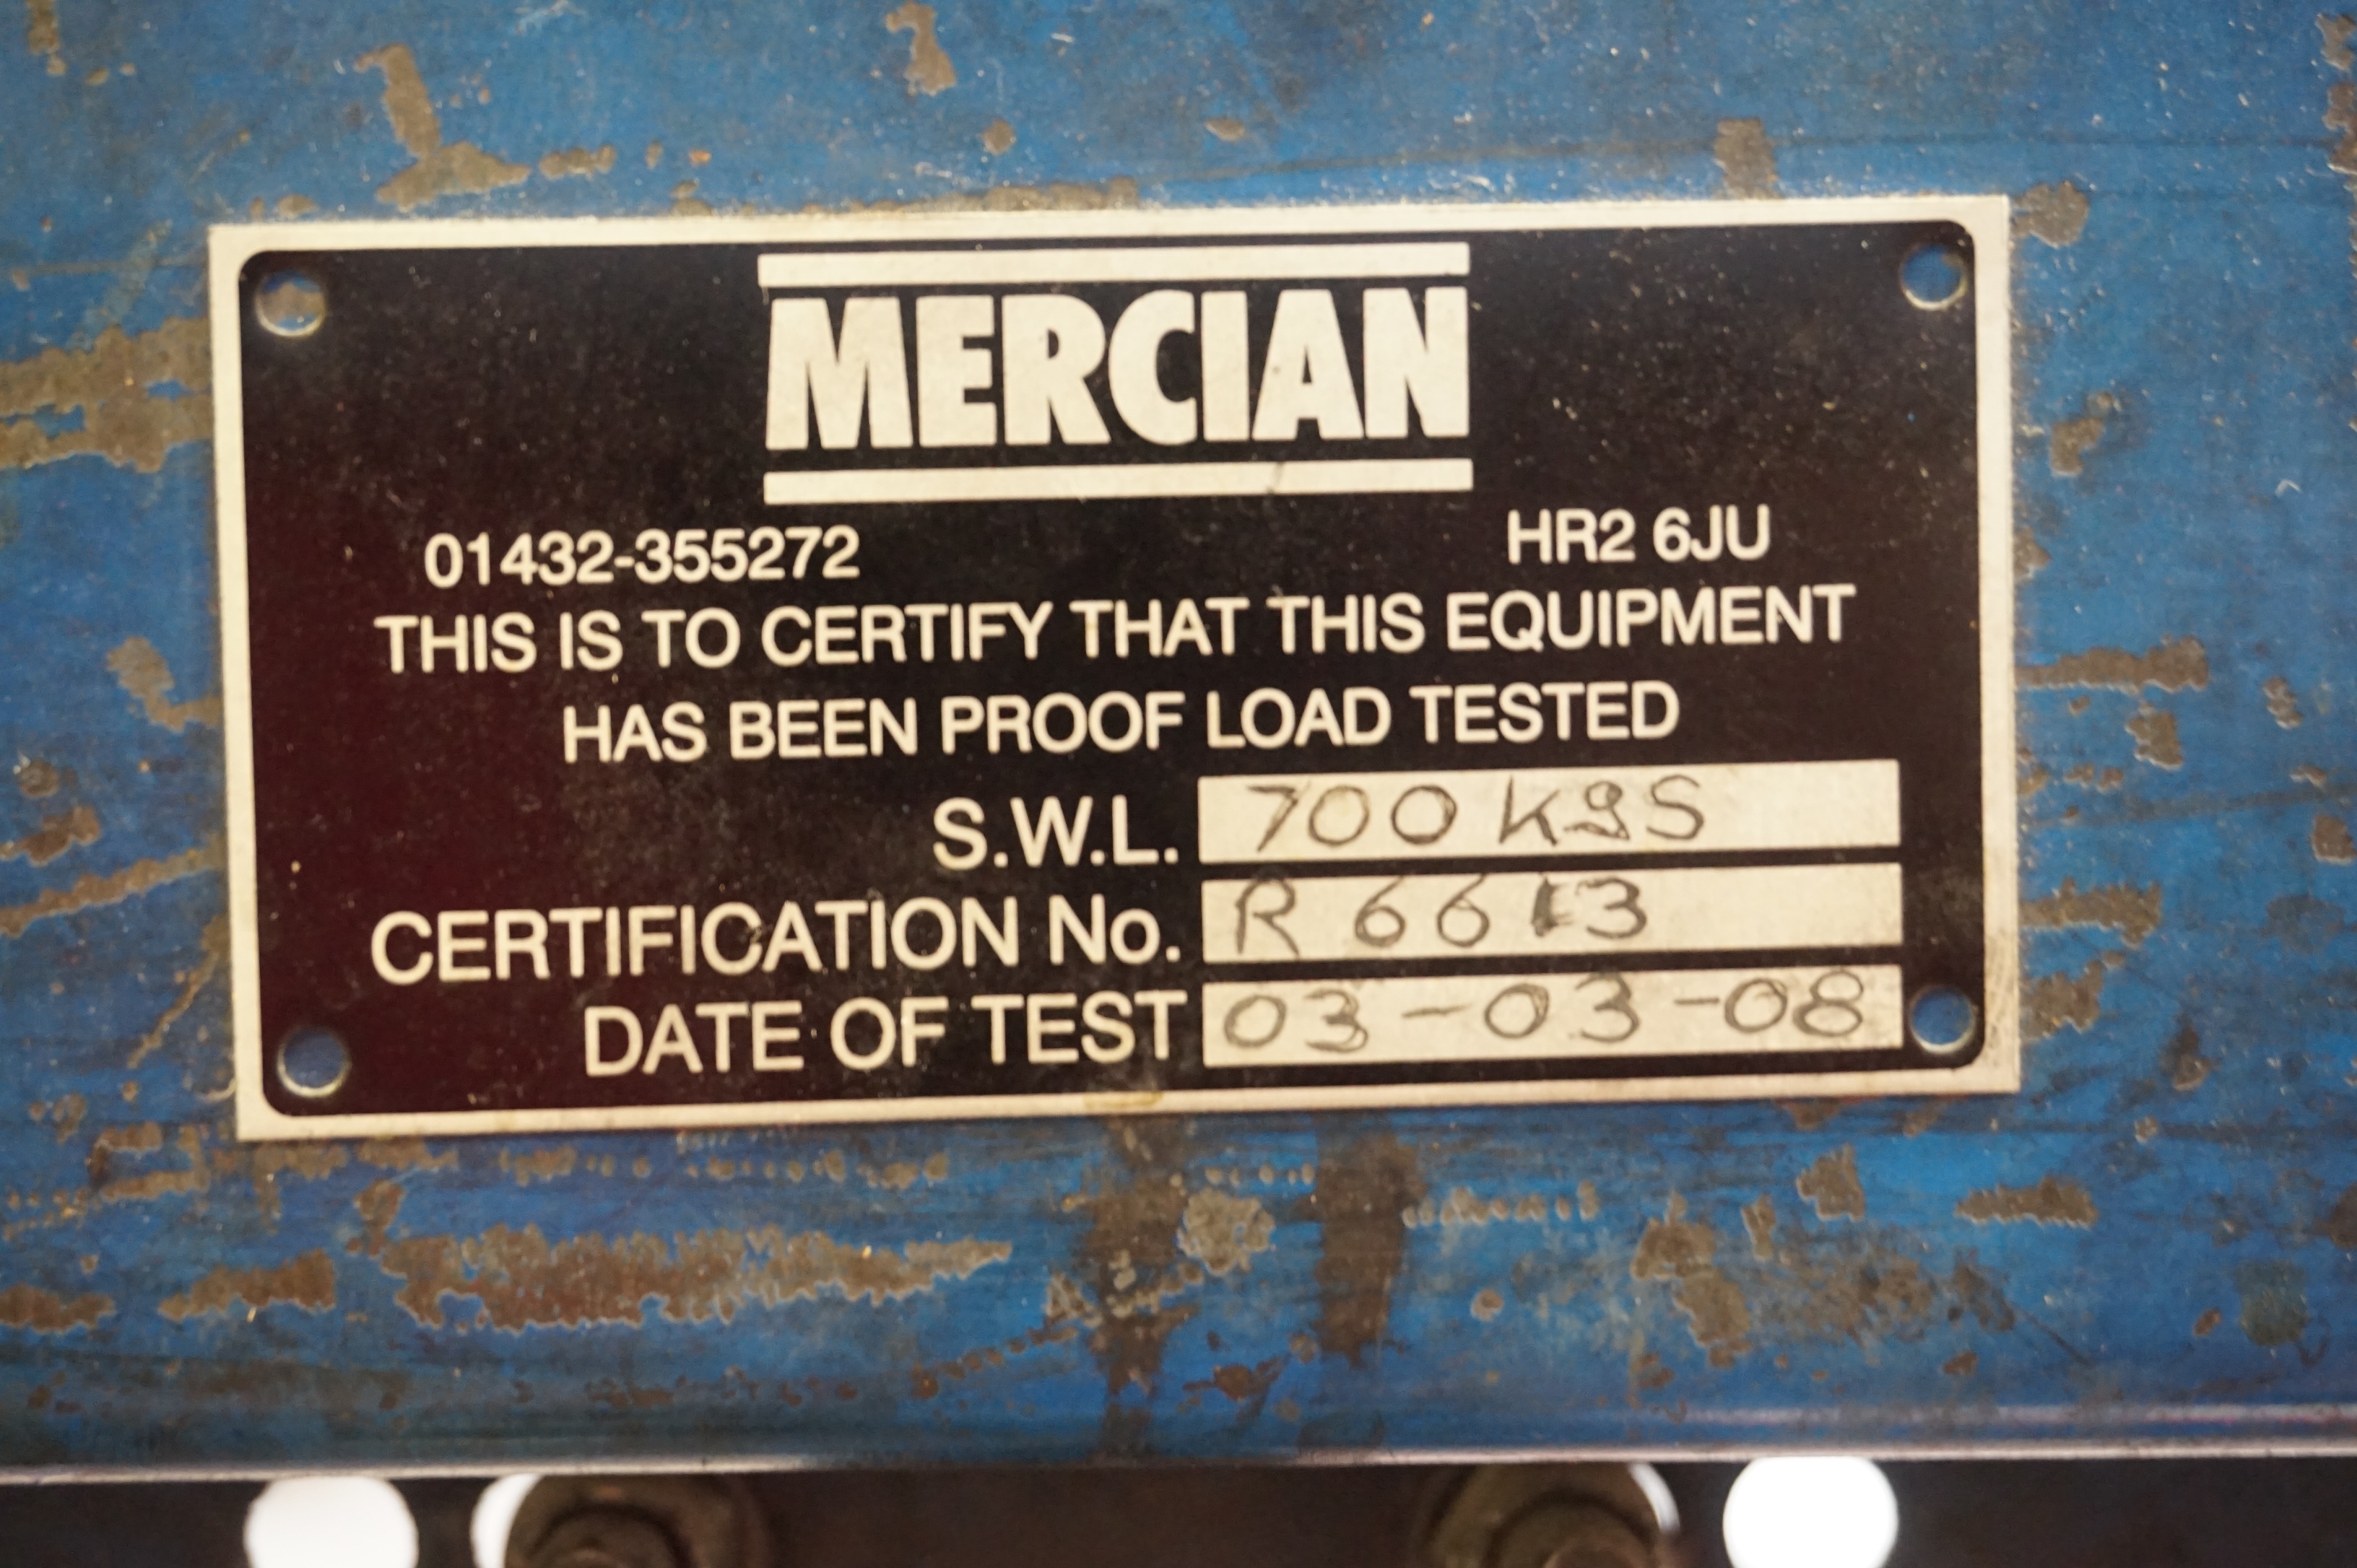 MERCIAN
01432-355272 HR2 6JU
THIS IS TO CERTIFY THAT THIS EQUIPMENT
HAS BEEN PROOF LOAD TESTED
S.W.L. 700 KgS
CERTIFICATION No. R 6613
DATE OF TEST 03-03-08